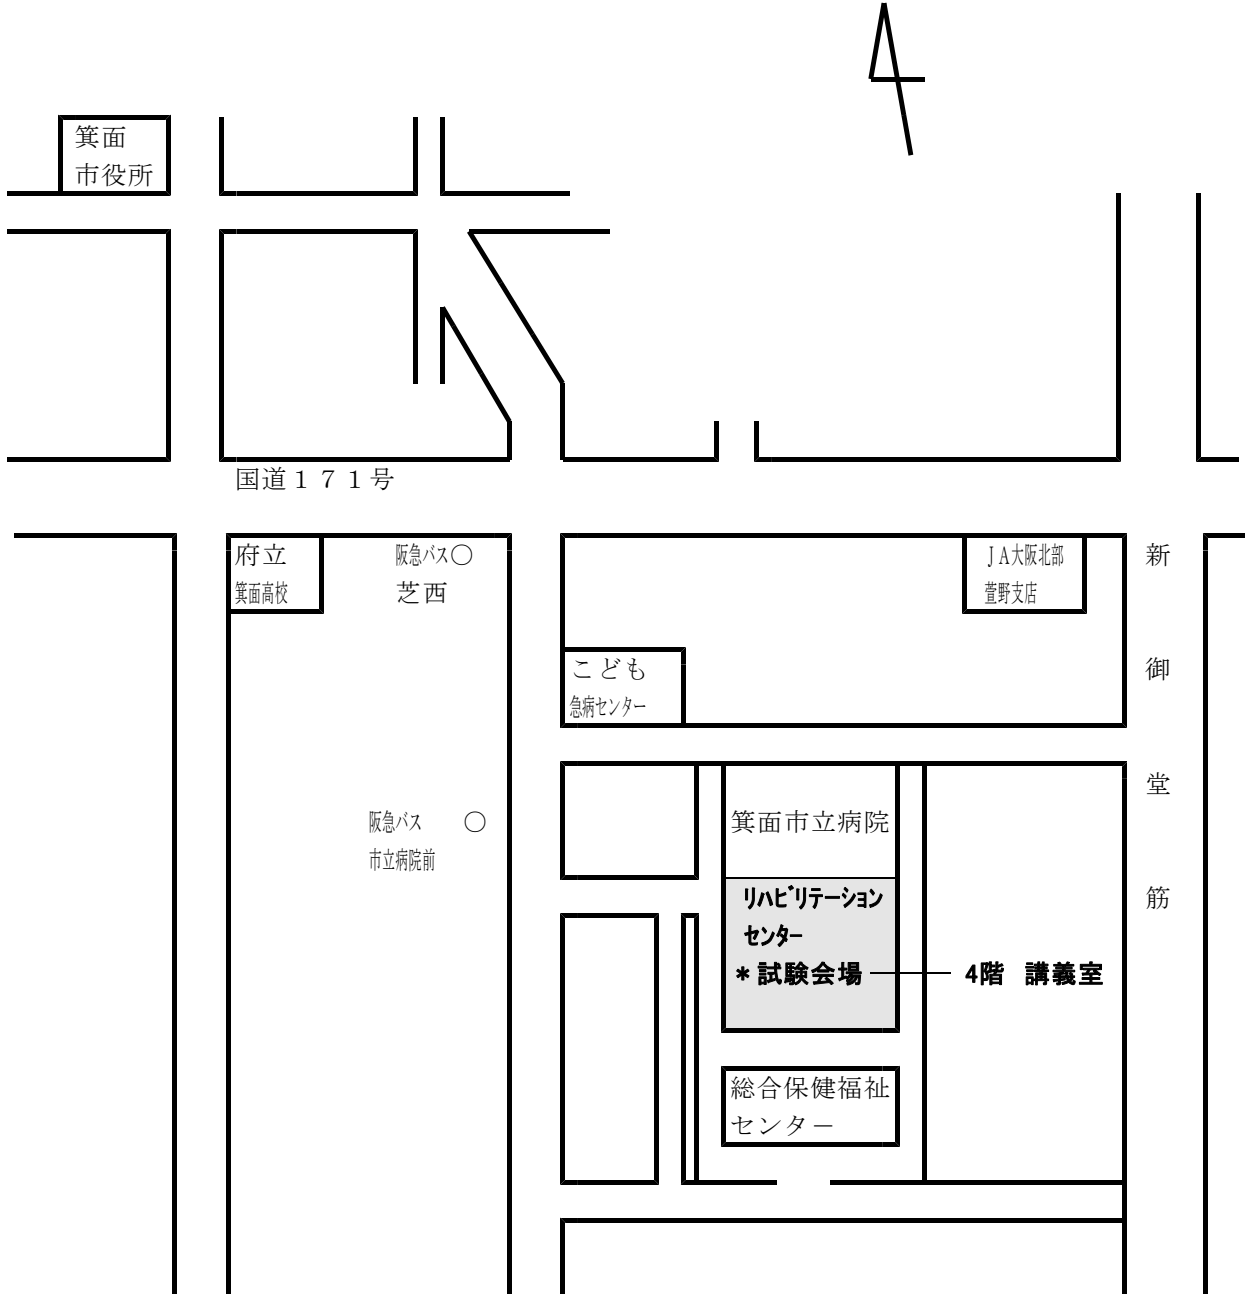 箕面
市役所
国道１７１号
府立
箕面高校
阪急バス〇
芝西
ＪＡ大阪北部
萱野支店
新
御
堂
筋
こども
急病センター
阪急バス　〇
市立病院前
箕面市立病院
リハビリテーション
センター
＊試験会場
4階　講義室
総合保健福祉
センター